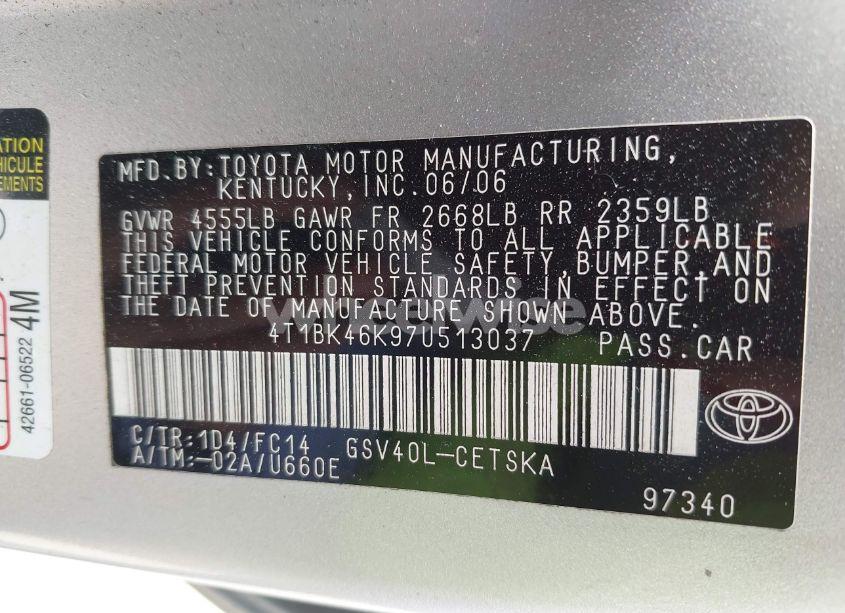 ATION
EHICULE
EMENTS
42661-06522 4M
MFD.BY:TOYOTA MOTOR MANUFACTURING,
KENTUCKY,INC.06/06
GVWR 4555LB GAWR FR 2668LB RR 2359LB
THIS VEHICLE CONFORMS TO ALL APPLICABLE
FEDERAL MOTOR VEHICLE SAFETY,BUMPER,AND
THEFT PREVENTION STANDARDS IN EFFECT ON
THE DATE OF MANUFACTURE SHOWN ABOVE.
4T1BK46K97U513037 PASS.CAR
C/TR:1D4/FC14 GSV40L-CETSKA
A/TM:-02A/U660E
97340